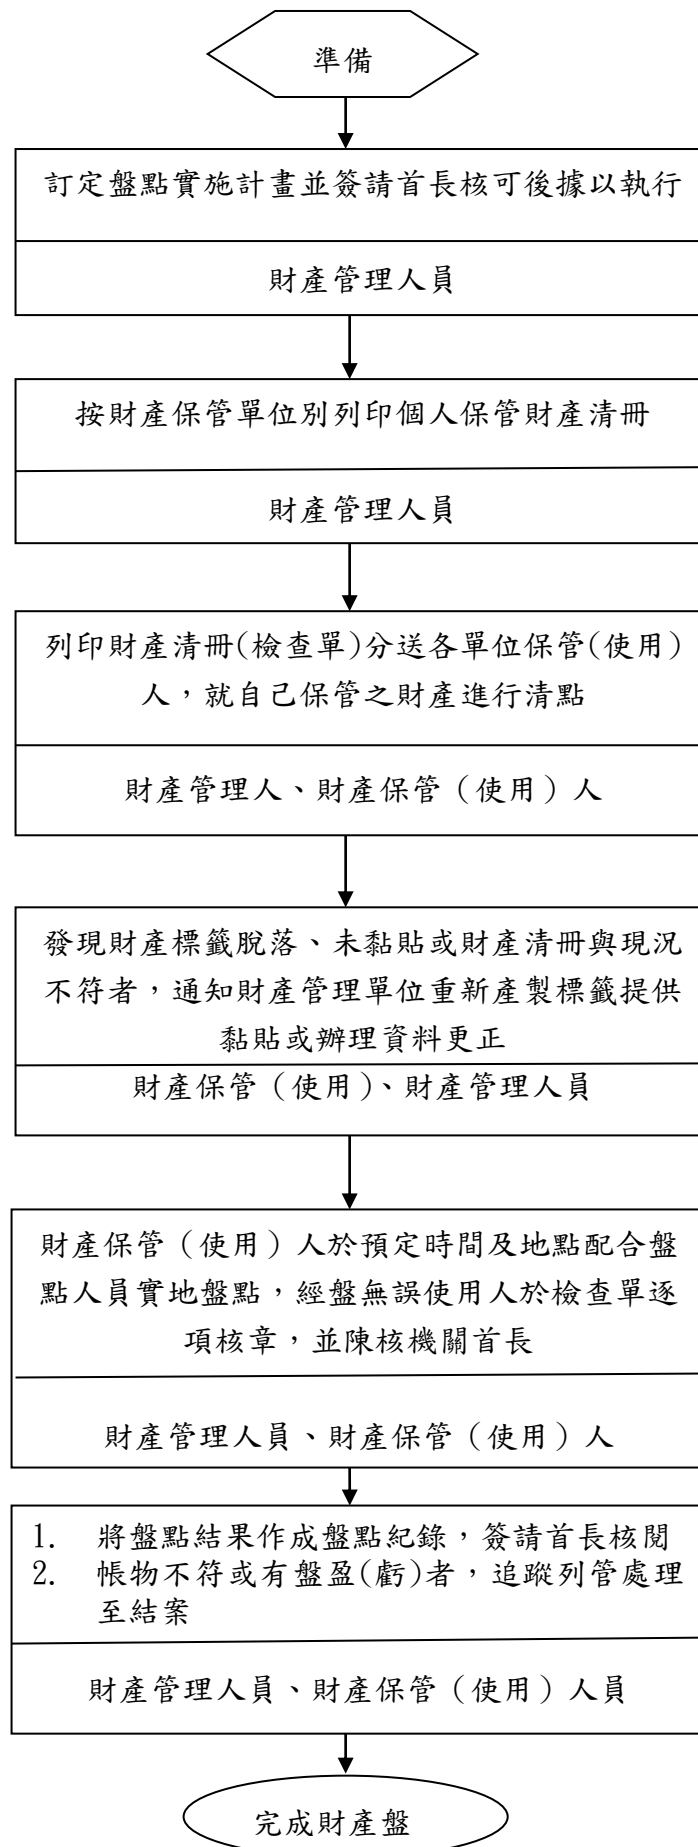 準備
訂定盤點實施計畫並簽請首長核可後據以執行
財產管理人員
按財產保管單位別列印個人保管財產清冊
財產管理人員
列印財產清冊(檢查單)分送各單位保管(使用)
人，就自己保管之財產進行清點
財產管理人、財產保管（使用）人
發現財產標籤脫落、未黏貼或財產清冊與現況
不符者，通知財產管理單位重新產製標籤提供
黏貼或辦理資料更正
財產保管（使用）、財產管理人員
財產保管（使用）人於預定時間及地點配合盤
點人員實地盤點，經盤無誤使用人於檢查單逐
項核章，並陳核機關首長
財產管理人員、財產保管（使用）人
1. 將盤點結果作成盤點紀錄，簽請首長核閱
2. 帳物不符或有盤盈(虧)者，追蹤列管處理
至結案
財產管理人員、財產保管（使用）人員
完成財產盤